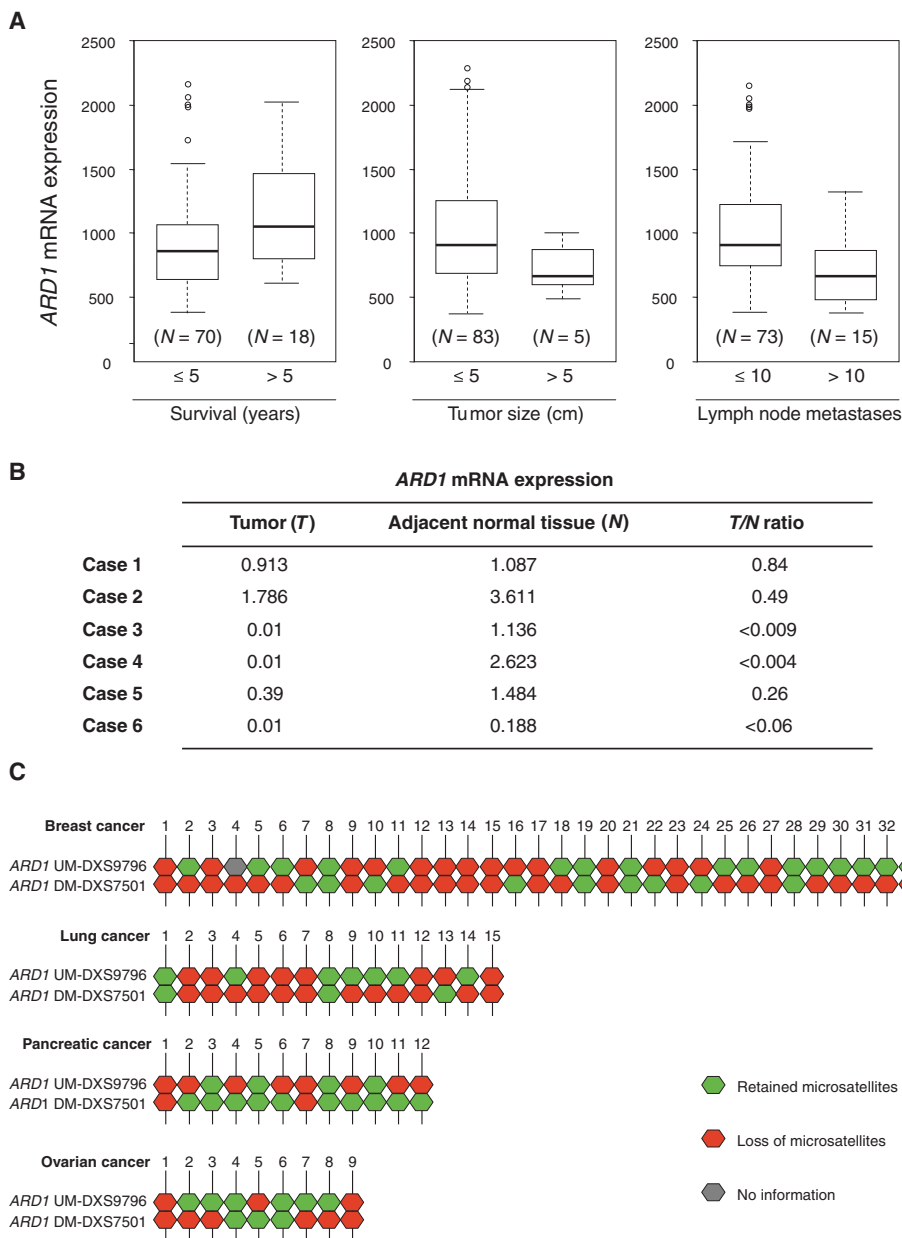 A
ARD1 mRNA expression
2500
2000
1500
1000
500
0
(N = 70) (N = 18)
≤ 5 > 5
Survival (years)
2500
2000
1500
1000
500
0
(N = 83) (N = 5)
≤ 5 > 5
Tumor size (cm)
2500
2000
1500
1000
500
0
(N = 73) (N = 15)
≤ 10 > 10
Lymph node metastases
B
ARD1 mRNA expression
Tumor (T) Adjacent normal tissue (N) T/N ratio
Case 1 0.913 1.087 0.84
Case 2 1.786 3.611 0.49
Case 3 0.01 1.136 <0.009
Case 4 0.01 2.623 <0.004
Case 5 0.39 1.484 0.26
Case 6 0.01 0.188 <0.06
C
Breast cancer 1 2 3 4 5 6 7 8 9 10 11 12 13 14 15 16 17 18 19 20 21 22 23 24 25 26 27 28 29 30 31 32
ARD1 UM-DXS9796
ARD1 DM-DXS7501
Lung cancer 1 2 3 4 5 6 7 8 9 10 11 12 13 14 15
ARD1 UM-DXS9796
ARD1 DM-DXS7501
Pancreatic cancer 1 2 3 4 5 6 7 8 9 10 11 12
ARD1 UM-DXS9796
ARD1 DM-DXS7501
Retained microsatellites
Loss of microsatellites
No information
Ovarian cancer 1 2 3 4 5 6 7 8 9
ARD1 UM-DXS9796
ARD1 DM-DXS7501